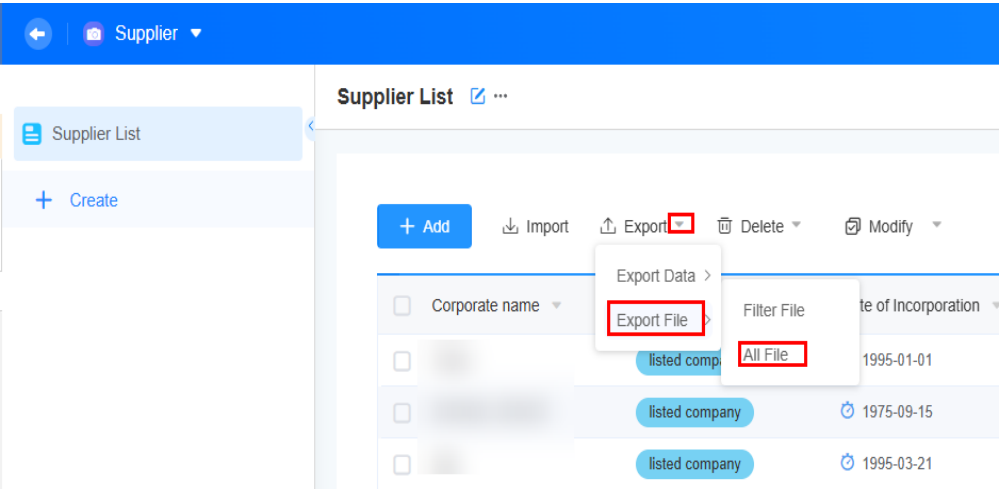 Supplier
Supplier List
Supplier List
Create
Add
Import
Export
Delete
Modify
Export Data
Export File
Filter File
All File
Corporate name
te of Incorporation
listed comp
1995-01-01
listed company
1975-09-15
listed company
1995-03-21